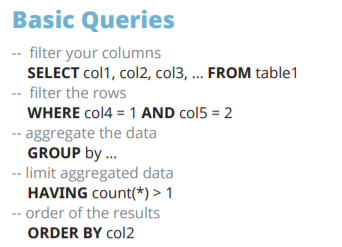 Basic Queries
-- filter your columns
SELECT col1, col2, col3, ... FROM table1
-- filter the rows
WHERE col4 = 1 AND col5 = 2
-- aggregate the data
GROUP by ...
-- limit aggregated data
HAVING count(*) > 1
-- order of the results
ORDER BY col2